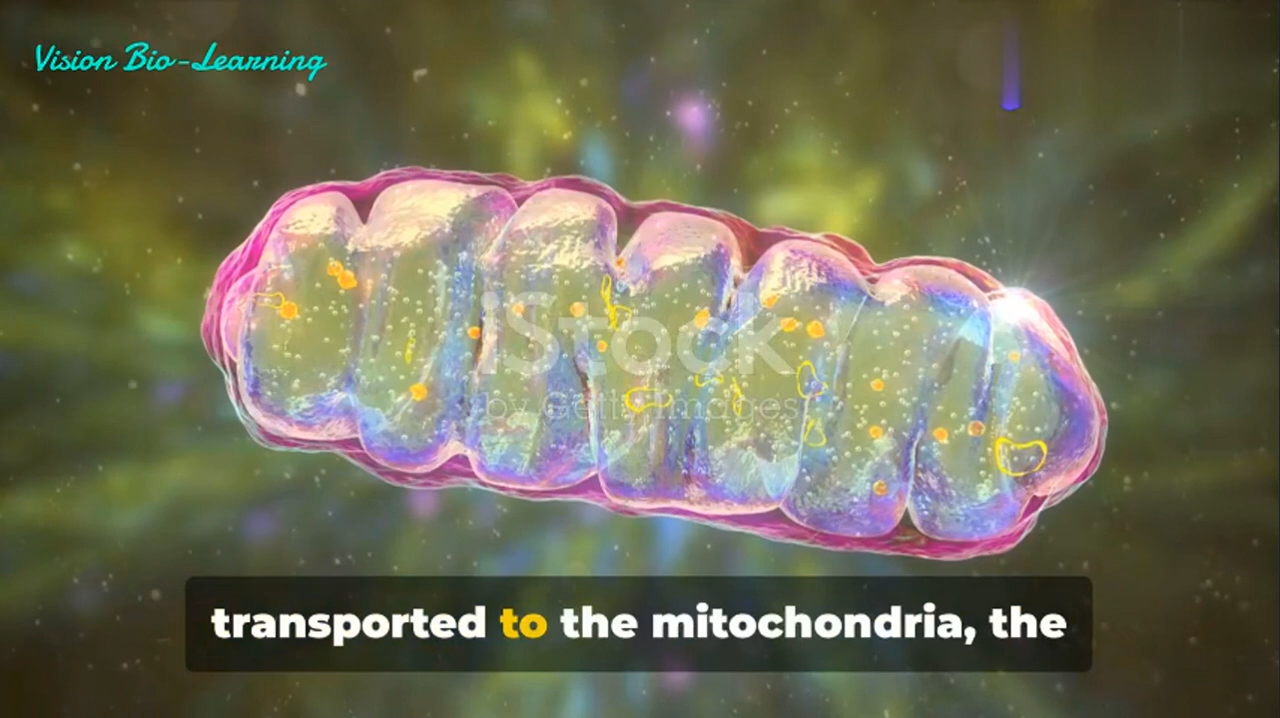 Vision Bio-Learning
iStock
by Getty Images
transported to the mitochondria, the